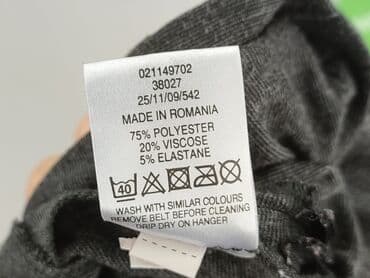 021149702
38027
25/11/09/542
MADE IN ROMANIA
75% POLYESTER
20% VISCOSE
5% ELASTANE
40
WASH WITH SIMILAR COLOURS
REMOVE BELT BEFORE CLEANING
DRIP DRY ON HANGER